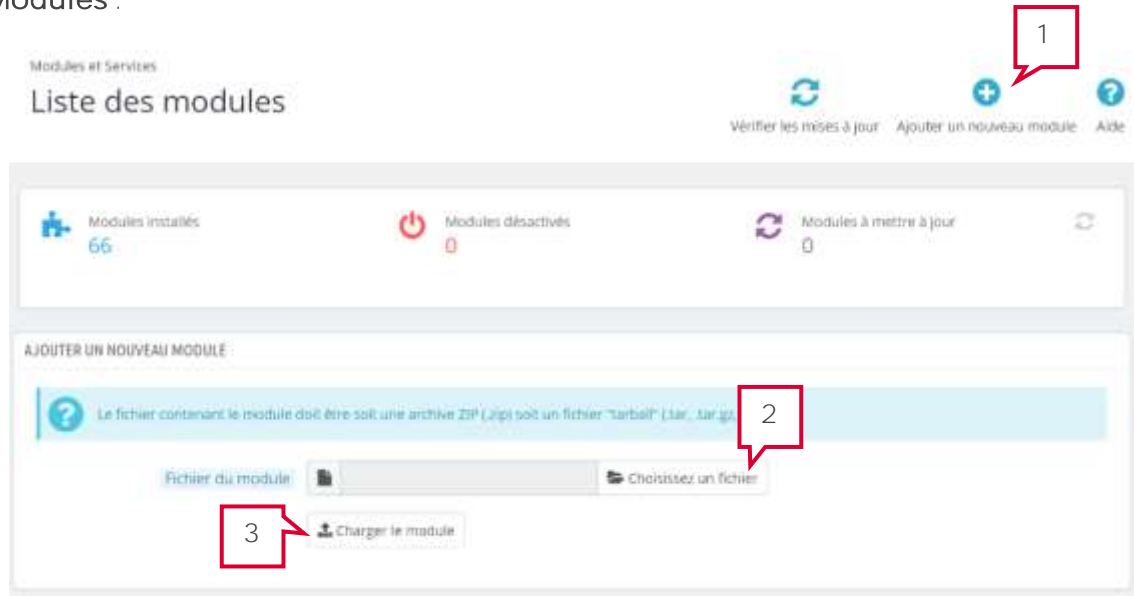 Modules :
1
Modules et Services
Liste des modules
Vérifier les mises à jour Ajouter un nouveau module Aide
Modules installés
66
Modules désactivés
0
Modules à mettre à jour
0
AJOUTER UN NOUVEAU MODULE
Le fichier contenant le module doit être soit une archive ZIP (.zip) soit un fichier "tarball" (.tar, .tar.gz,
2
Fichier du module
Choisissez un fichier
3
Charger le module